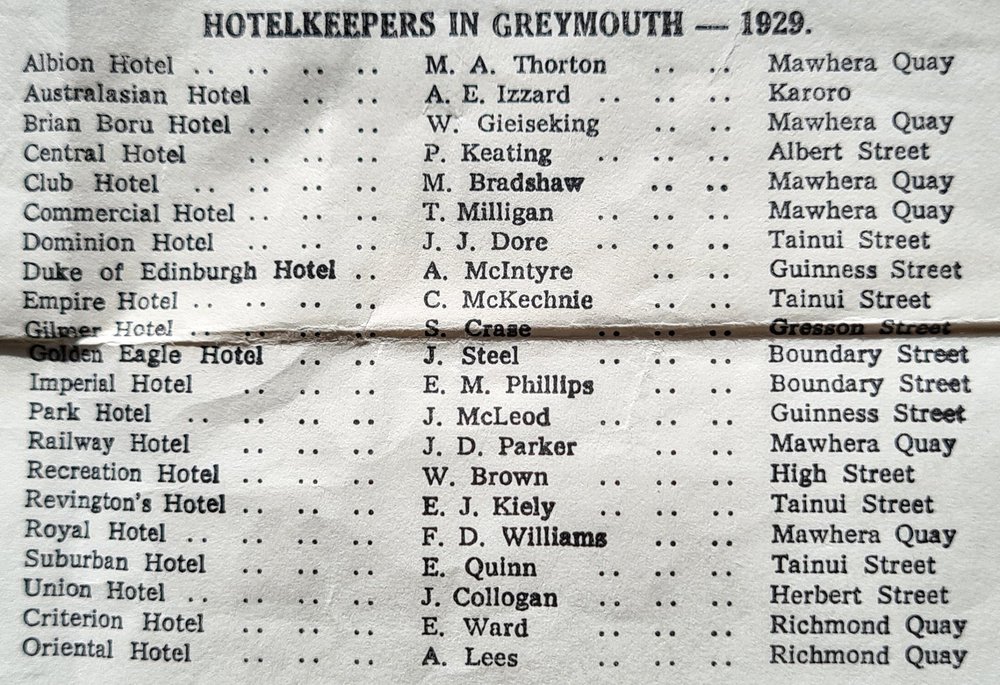 HOTELKEEPERS IN GREYMOUTH — 1929.
Albion Hotel .. .. .. .. M. A. Thorton .. .. Mawhera Quay
Australasian Hotel .. .. A. E. Izzard .. .. .. Karoro
Brian Boru Hotel .. .. .. W. Gieiseking .. .. Mawhera Quay
Central Hotel .. .. .. P. Keating .. .. .. Albert Street
Club Hotel .. .. .. .. M. Bradshaw .. .. Mawhera Quay
Commercial Hotel .. .. .. T. Milligan .. .. .. Mawhera Quay
Dominion Hotel .. .. .. J. J. Dore .. .. .. Tainui Street
Duke of Edinburgh Hotel .. A. McIntyre .. .. Guinness Street
Empire Hotel .. .. .. .. C. McKechnie .. .. Tainui Street
Gilmer Hotel .. .. .. .. S. Crase .. .. .. Gresson Street
Golden Eagle Hotel .. .. J. Steel .. .. .. Boundary Street
Imperial Hotel .. .. .. E. M. Phillips .. .. Boundary Street
Park Hotel .. .. .. .. J. McLeod .. .. .. Guinness Street
Railway Hotel .. .. .. J. D. Parker .. .. Mawhera Quay
Recreation Hotel .. .. .. W. Brown .. .. .. High Street
Revington's Hotel .. .. .. E. J. Kiely .. .. .. Tainui Street
Royal Hotel .. .. .. .. F. D. Williams .. .. Mawhera Quay
Suburban Hotel .. .. .. E. Quinn .. .. .. Tainui Street
Union Hotel .. .. .. .. J. Collogan .. .. .. Herbert Street
Criterion Hotel .. .. .. E. Ward .. .. .. Richmond Quay
Oriental Hotel .. .. .. A. Lees .. .. .. Richmond Quay